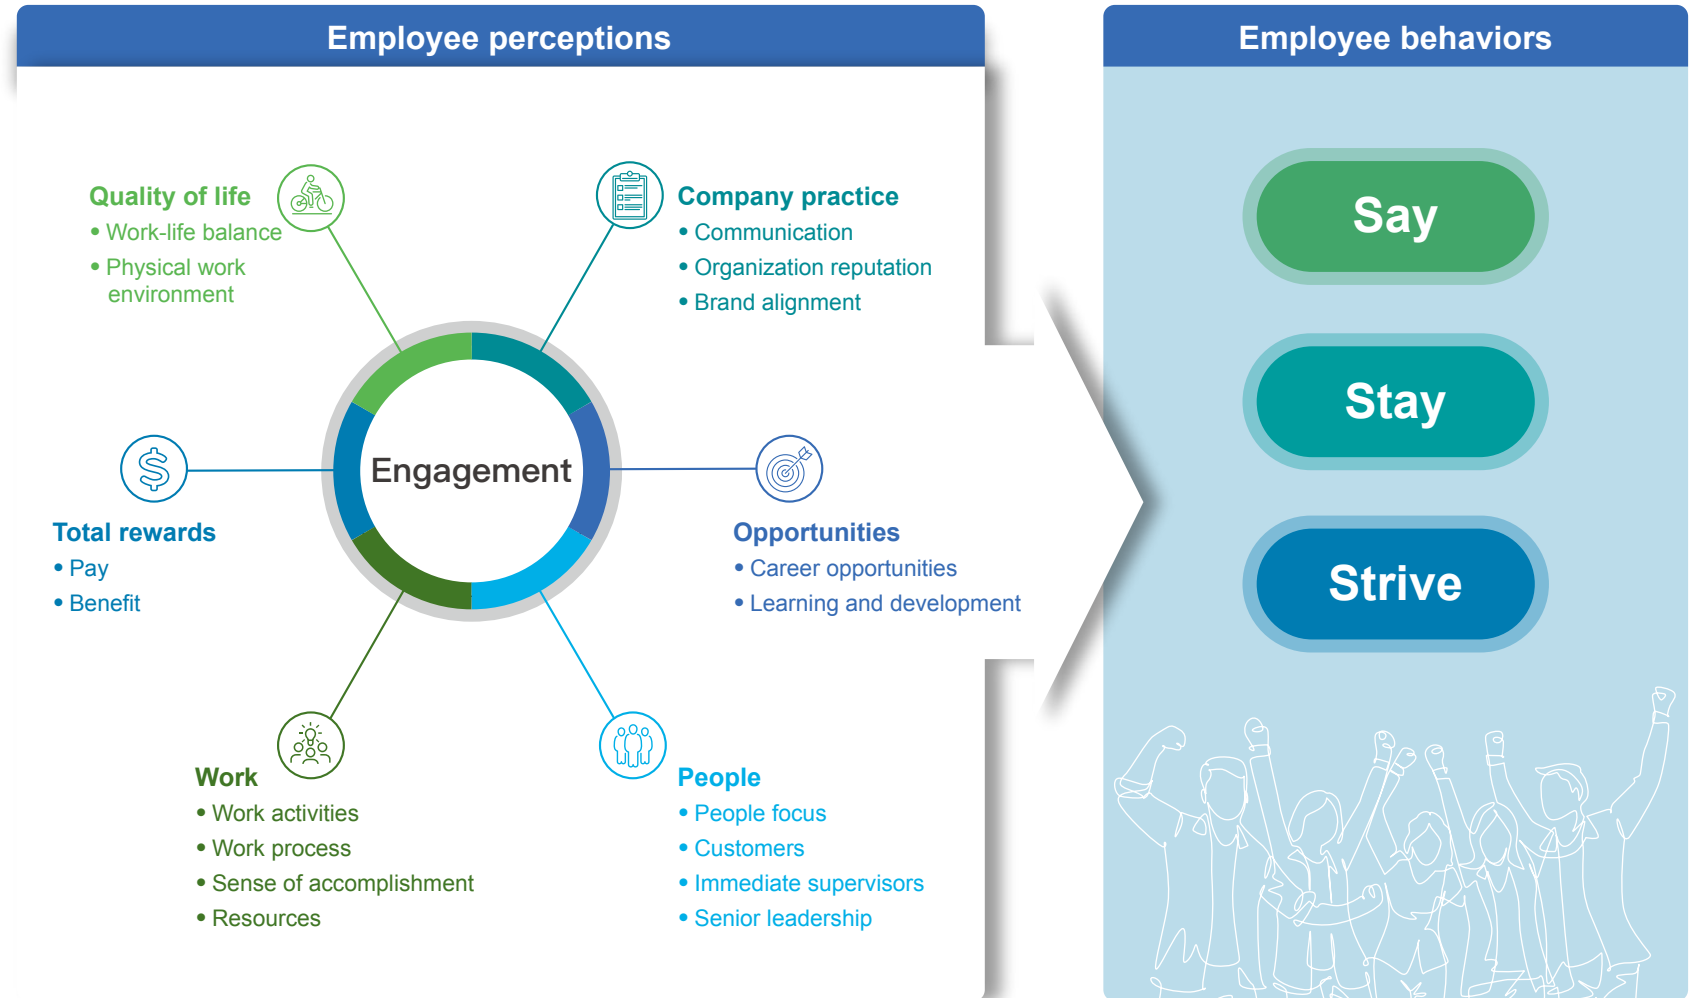 Employee perceptions
Quality of life
• Work-life balance
• Physical work
environment
Company practice
• Communication
• Organization reputation
• Brand alignment
Engagement
Total rewards
• Pay
• Benefit
Opportunities
• Career opportunities
• Learning and development
Work
• Work activities
• Work process
• Sense of accomplishment
• Resources
People
• People focus
• Customers
• Immediate supervisors
• Senior leadership
Employee behaviors
Say
Stay
Strive